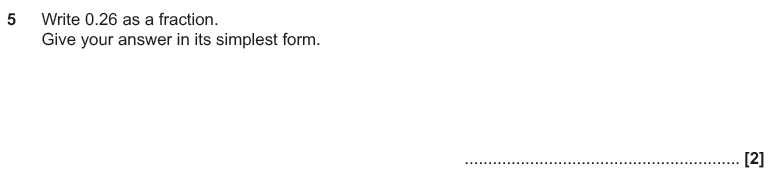 5 Write 0.26 as a fraction.
Give your answer in its simplest form.
............................................................ [2]